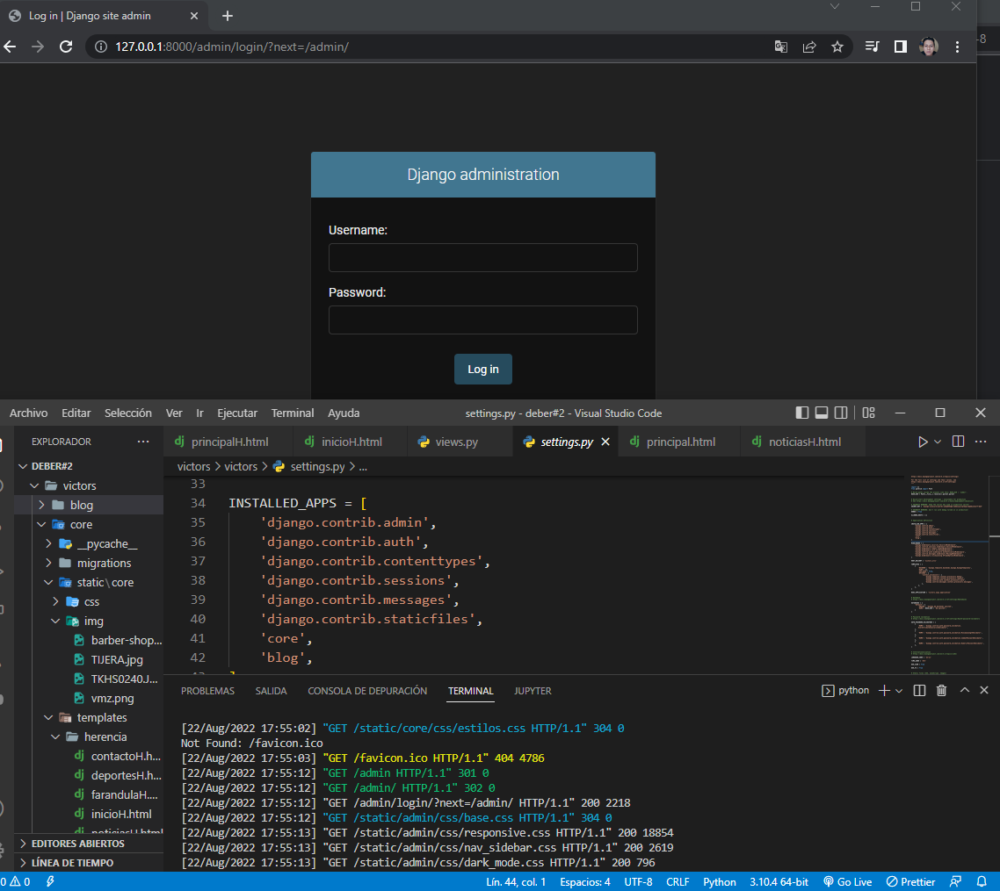 Log in | Django site admin
127.0.0.1:8000/admin/login/?next=/admin/
-8
Django administration
Username:
Password:
Log in
Archivo Editar Selección Ver Ir Ejecutar Terminal Ayuda
settings.py - deber#2 - Visual Studio Code
EXPLORADOR
principalH.html inicioH.html views.py settings.py principal.html noticiasH.html
DEBER#2
victors
blog
core
__pycache__
migrations
static\core
css
img
barber-shop...
TIJERA.jpg
TKHS0240.J...
vmz.png
templates
herencia
contactoH.h...
deportesH.h...
farandulaH....
inicioH.html
noticiasH.html
EDITORES ABIERTOS
LÍNEA DE TIEMPO
victors > victors > settings.py > ...
33
34 INSTALLED_APPS = [
35 'django.contrib.admin',
36 'django.contrib.auth',
37 'django.contrib.contenttypes',
38 'django.contrib.sessions',
39 'django.contrib.messages',
40 'django.contrib.staticfiles',
41 'core',
42 'blog',
43 ]
PROBLEMAS SALIDA CONSOLA DE DEPURACIÓN TERMINAL JUPYTER
python
[22/Aug/2022 17:55:02] "GET /static/core/css/estilos.css HTTP/1.1" 304 0
Not Found: /favicon.ico
[22/Aug/2022 17:55:03] "GET /favicon.ico HTTP/1.1" 404 4786
[22/Aug/2022 17:55:12] "GET /admin HTTP/1.1" 301 0
[22/Aug/2022 17:55:12] "GET /admin/ HTTP/1.1" 302 0
[22/Aug/2022 17:55:12] "GET /admin/login/?next=/admin/ HTTP/1.1" 200 2218
[22/Aug/2022 17:55:12] "GET /static/admin/css/base.css HTTP/1.1" 304 0
[22/Aug/2022 17:55:13] "GET /static/admin/css/responsive.css HTTP/1.1" 200 18854
[22/Aug/2022 17:55:13] "GET /static/admin/css/nav_sidebar.css HTTP/1.1" 200 2619
[22/Aug/2022 17:55:13] "GET /static/admin/css/dark_mode.css HTTP/1.1" 200 796
0 0
Lín. 44, col. 1 Espacios: 4 UTF-8 CRLF Python 3.10.4 64-bit Go Live Prettier